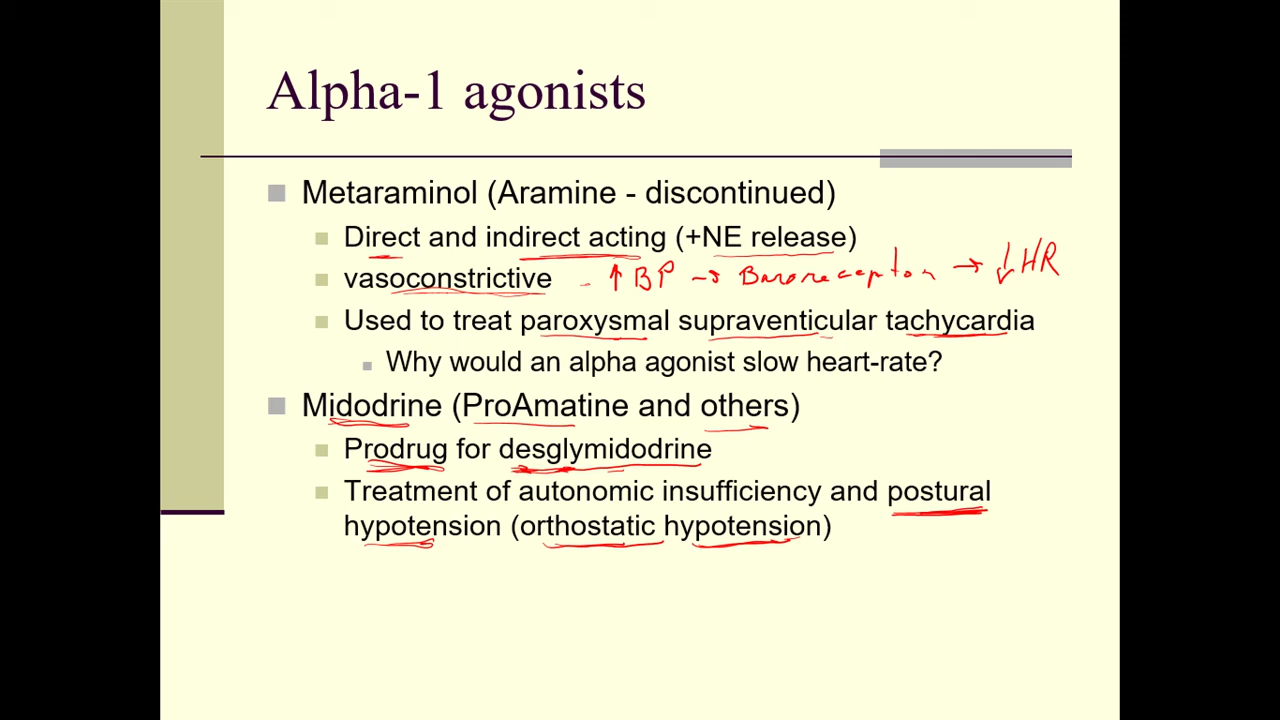 Alpha-1 agonists
Metaraminol (Aramine - discontinued)
Direct and indirect acting (+NE release)
vasoconstrictive - ↑ BP → Baroreceptor → ↓ HR
Used to treat paroxysmal supraventicular tachycardia
Why would an alpha agonist slow heart-rate?
Midodrine (ProAmatine and others)
Prodrug for desglymidodrine
Treatment of autonomic insufficiency and postural
hypotension (orthostatic hypotension)